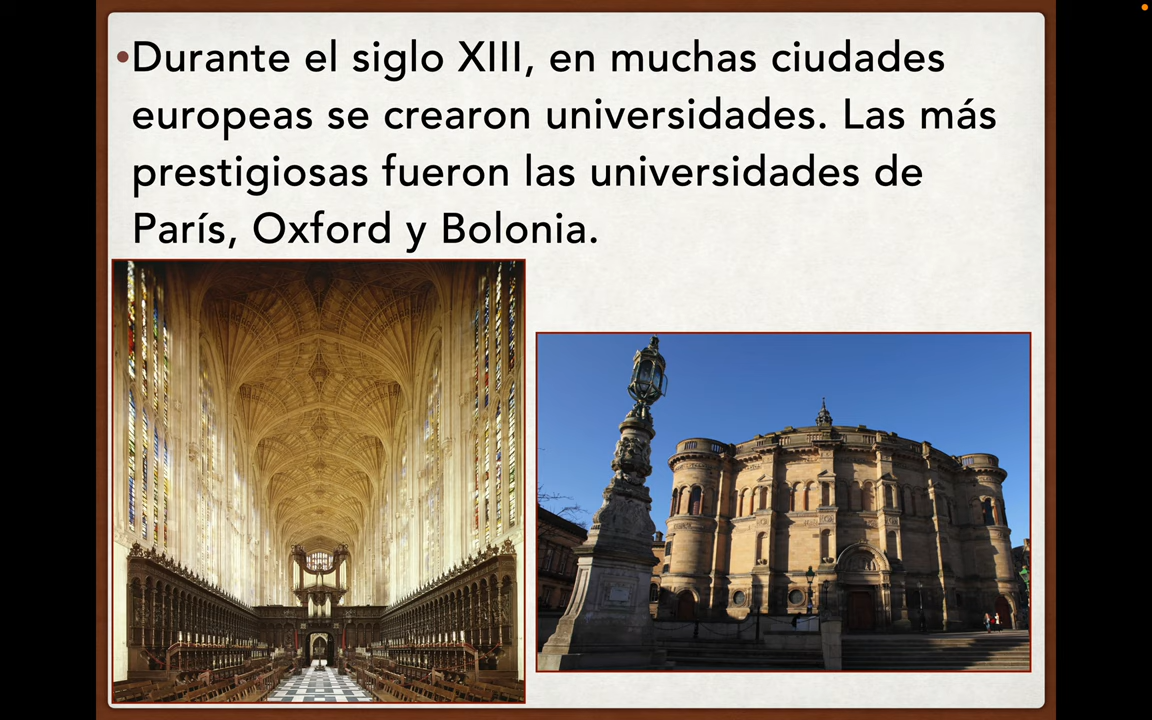 •Durante el siglo XIII, en muchas ciudades
europeas se crearon universidades. Las más
prestigiosas fueron las universidades de
París, Oxford y Bolonia.